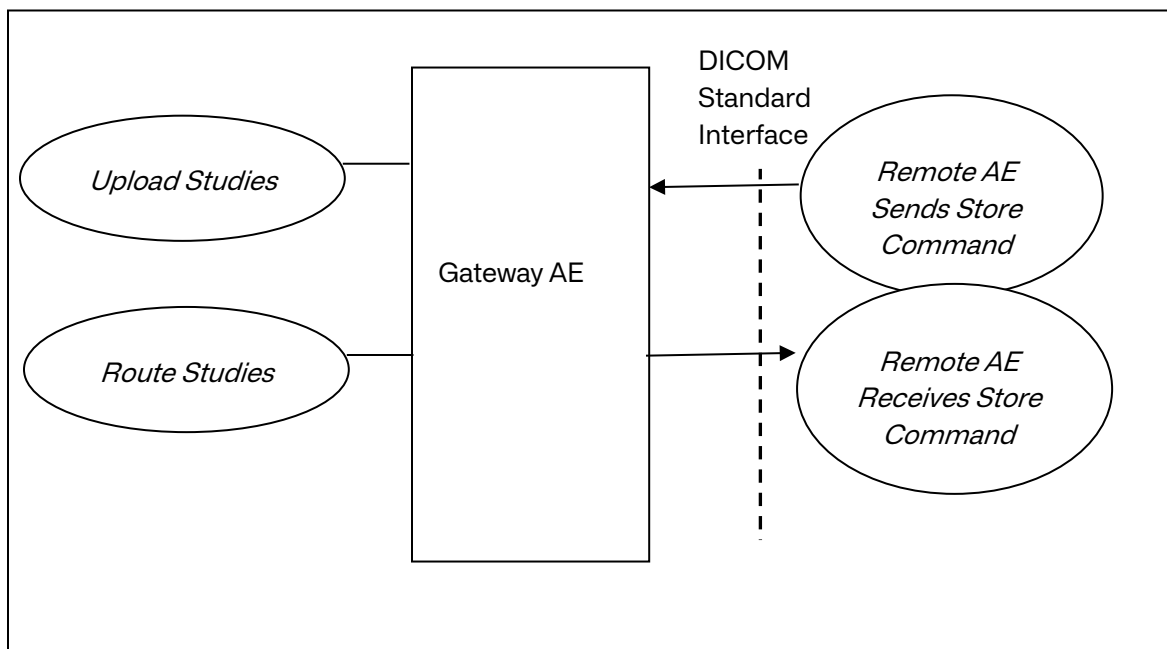 DICOM
Standard
Interface
Upload Studies
Remote AE
Sends Store
Command
Gateway AE
Route Studies
Remote AE
Receives Store
Command